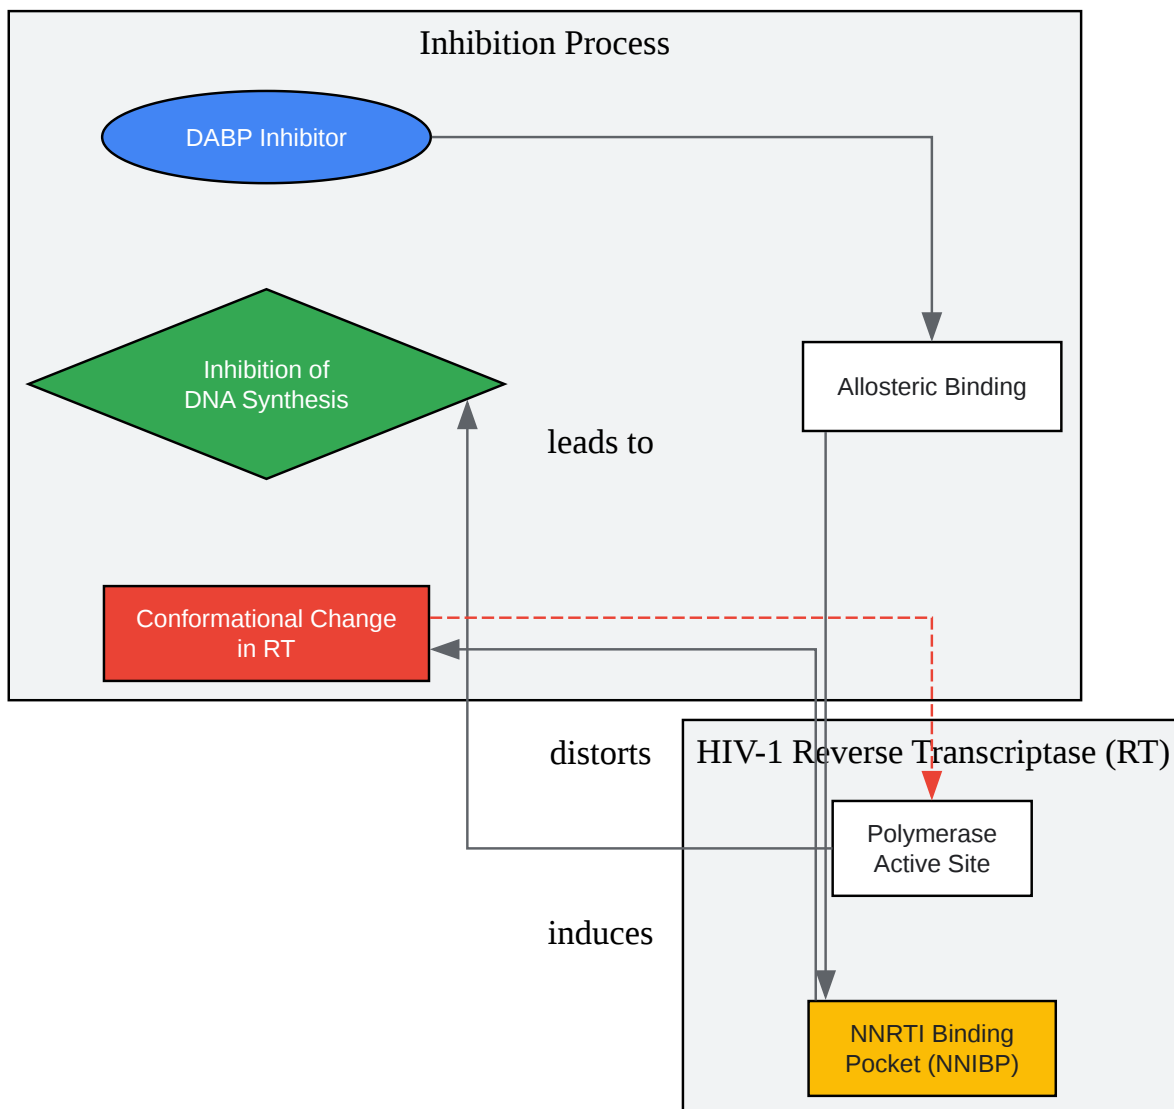 Inhibition Process
DABP Inhibitor
Inhibition of
DNA Synthesis
Allosteric Binding
leads to
Conformational Change
in RT
distorts
HIV-1 Reverse Transcriptase (RT)
Polymerase
Active Site
induces
NNRTI Binding
Pocket (NNIBP)